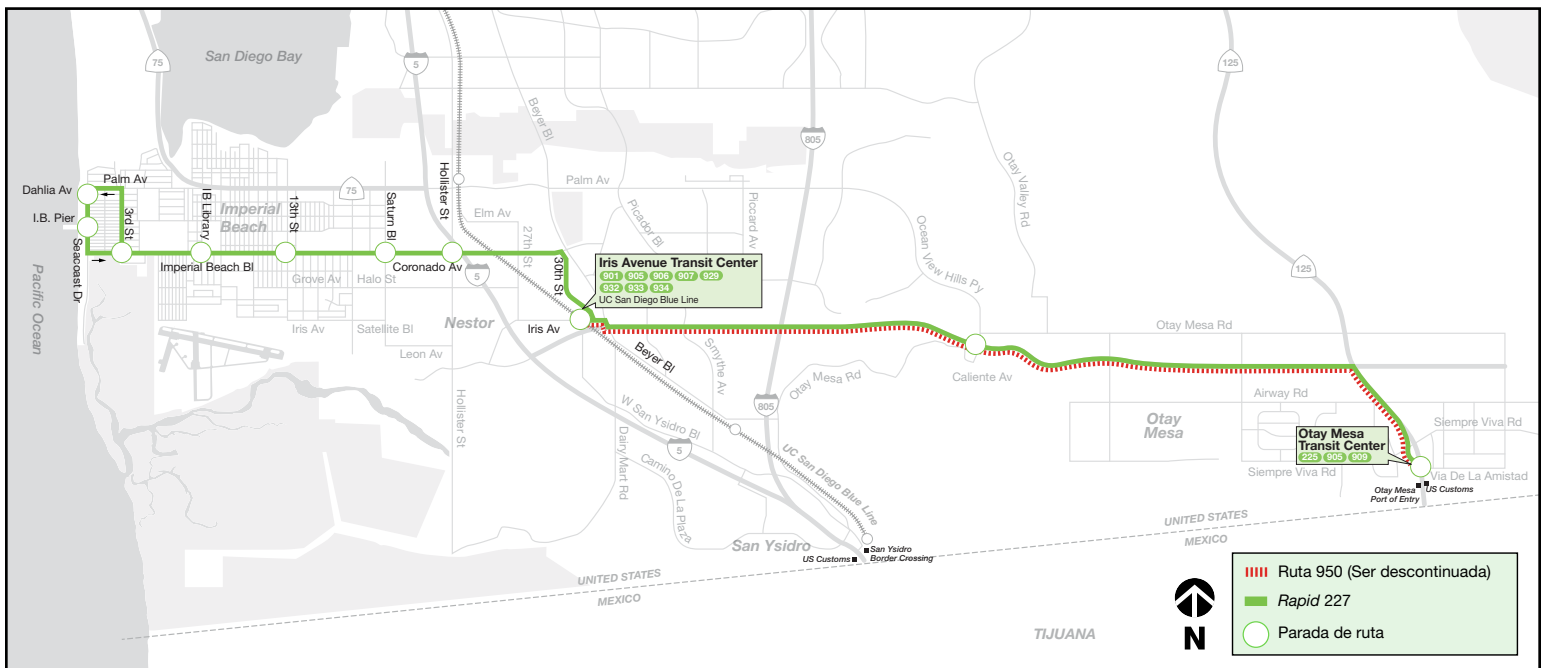 San Diego Bay
75
5
805
125
Beyer Bl
Hollister St
Otay Valley Rd
Dahlia Av
Palm Av
75
Palm Av
I.B. Pier
3rd St
IB Library
Imperial
Beach
13th St
Saturn Bl
Elm Av
27th St
Picador Bl
Piccard Av
Ocean View Hills Py
Seacoast Dr
Imperial Beach Bl
Coronado Av
30th St
Iris Avenue Transit Center
901 905 906 907 929
932 933 934
UC San Diego Blue Line
Pacific Ocean
Grove Av
Halo St
5
125
Iris Av
Satellite Bl
Nestor
Iris Av
Otay Mesa Rd
Leon Av
Beyer Bl
Smythe Av
Otay Mesa Rd
Caliente Av
Airway Rd
805
Hollister St
W San Ysidro Bl
Otay
Mesa
Siempre Viva Rd
Otay Mesa
Transit Center
225 905 909
Dairy Mart Rd
5
Camino De La Plaza
UC San Diego Blue Line
Siempre Viva Rd
Via De La Amistad
Otay Mesa
Port of Entry
US Customs
San Ysidro
US Customs
San Ysidro
Border Crossing
UNITED STATES
MEXICO
UNITED STATES
MEXICO
TIJUANA
N
Ruta 950 (Ser descontinuada)
Rapid 227
Parada de ruta